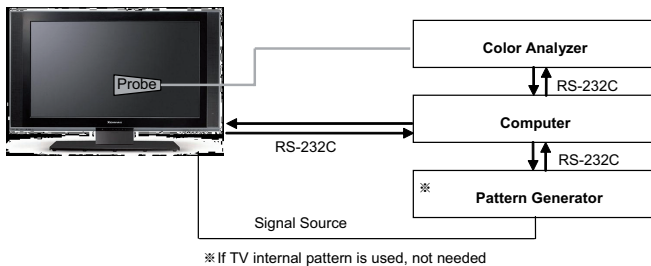 Probe
Color Analyzer
RS-232C
Computer
RS-232C
RS-232C
※
Pattern Generator
Signal Source
※If TV internal pattern is used, not needed